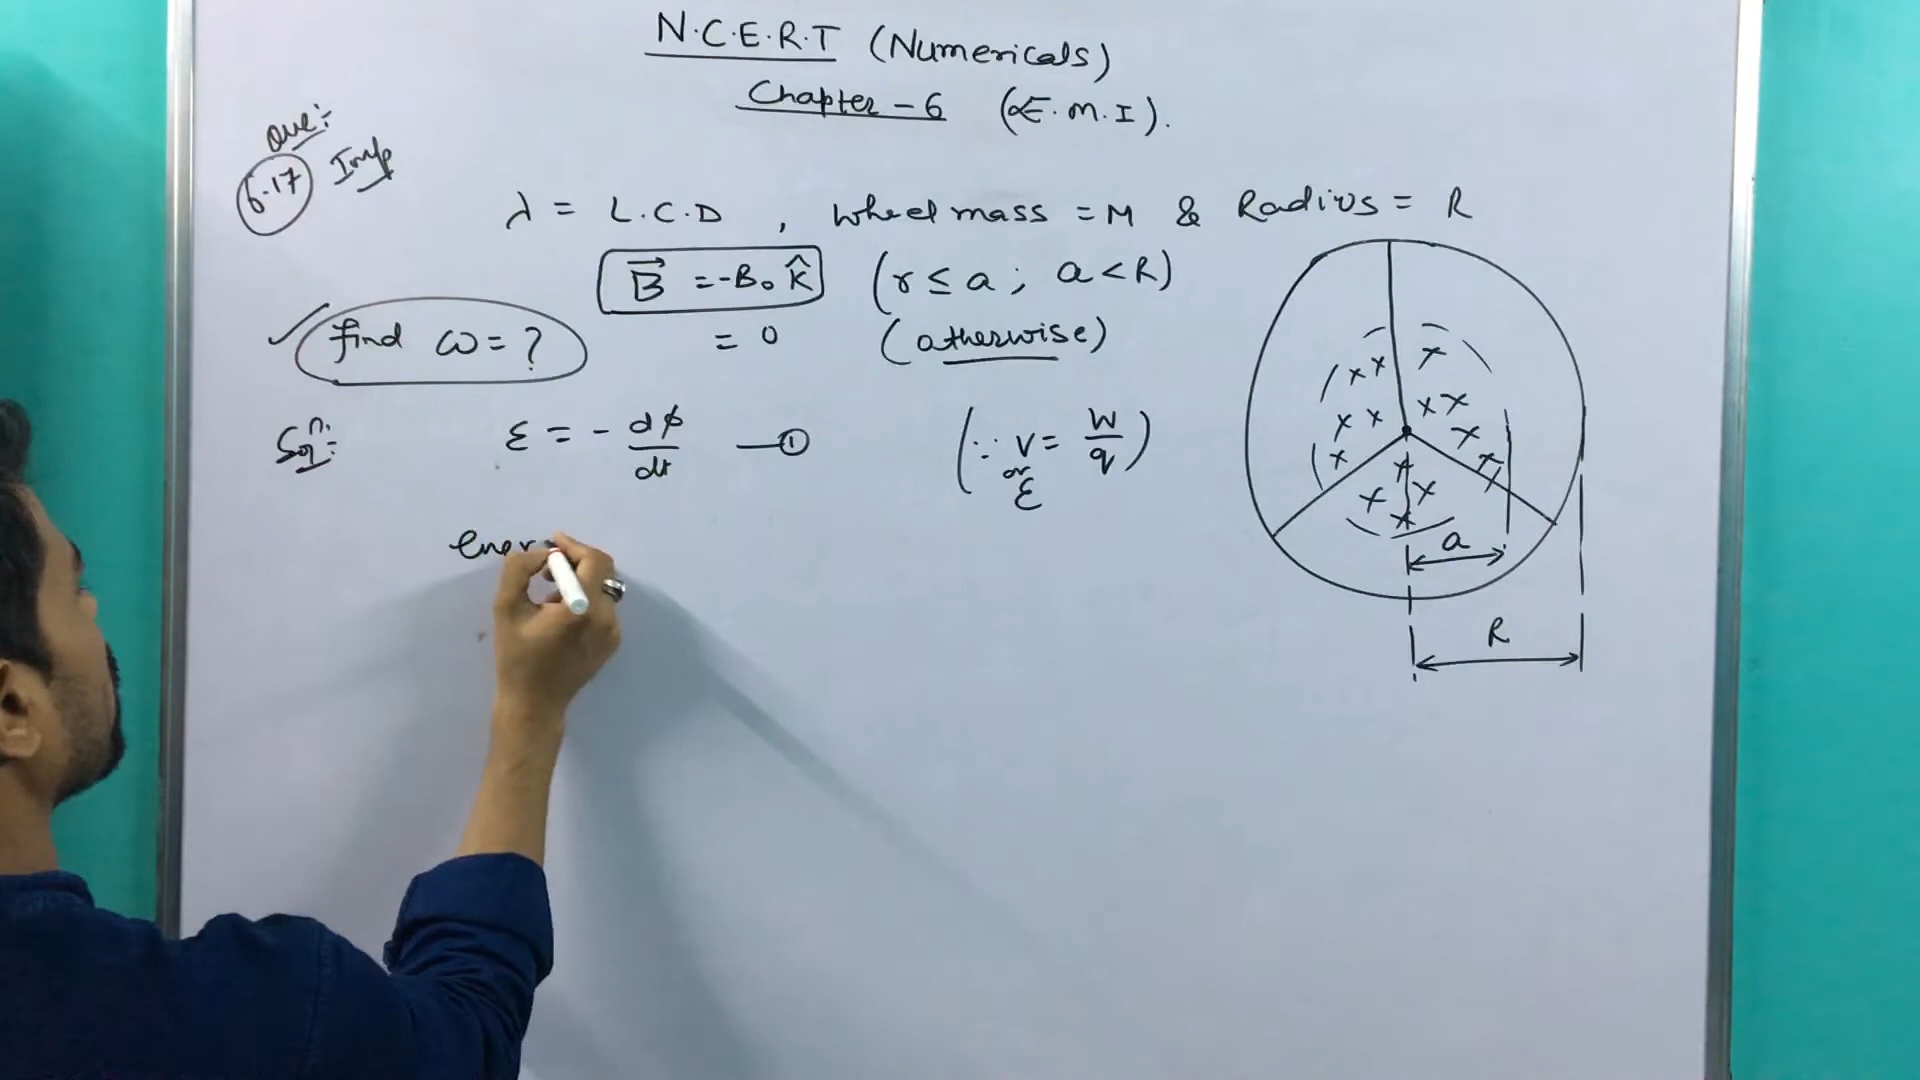 N.C.E.R.T (Numericals)
Chapter - 6 (E.M.I).
Que:-
6.17 Imp
λ = L.C.D , Wheel mass = M & Radius = R
B⃗ = -B₀ k̂ (r ≤ a ; a < R)
= 0 (otherwise)
find ω = ?
Solⁿ:- ε = - dφ/dt —① (∵ V = W/q)
or
ε
ener
a
R